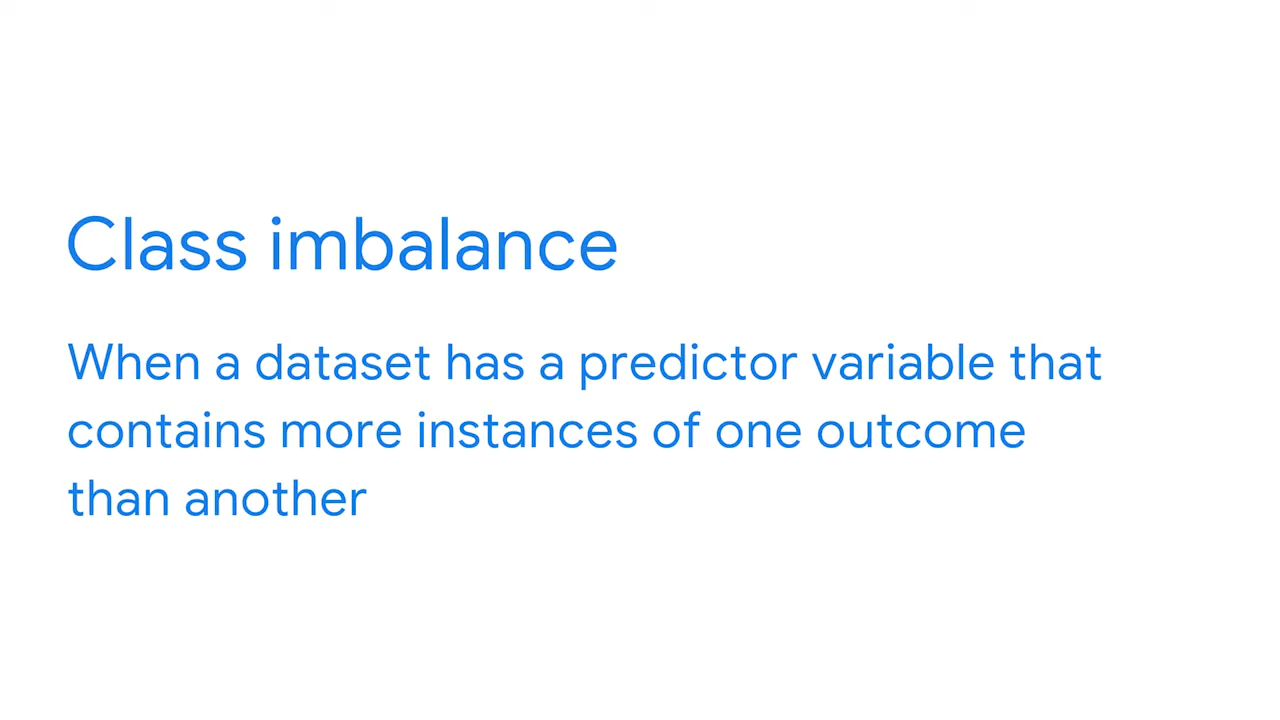 Class imbalance
When a dataset has a predictor variable that
contains more instances of one outcome
than another